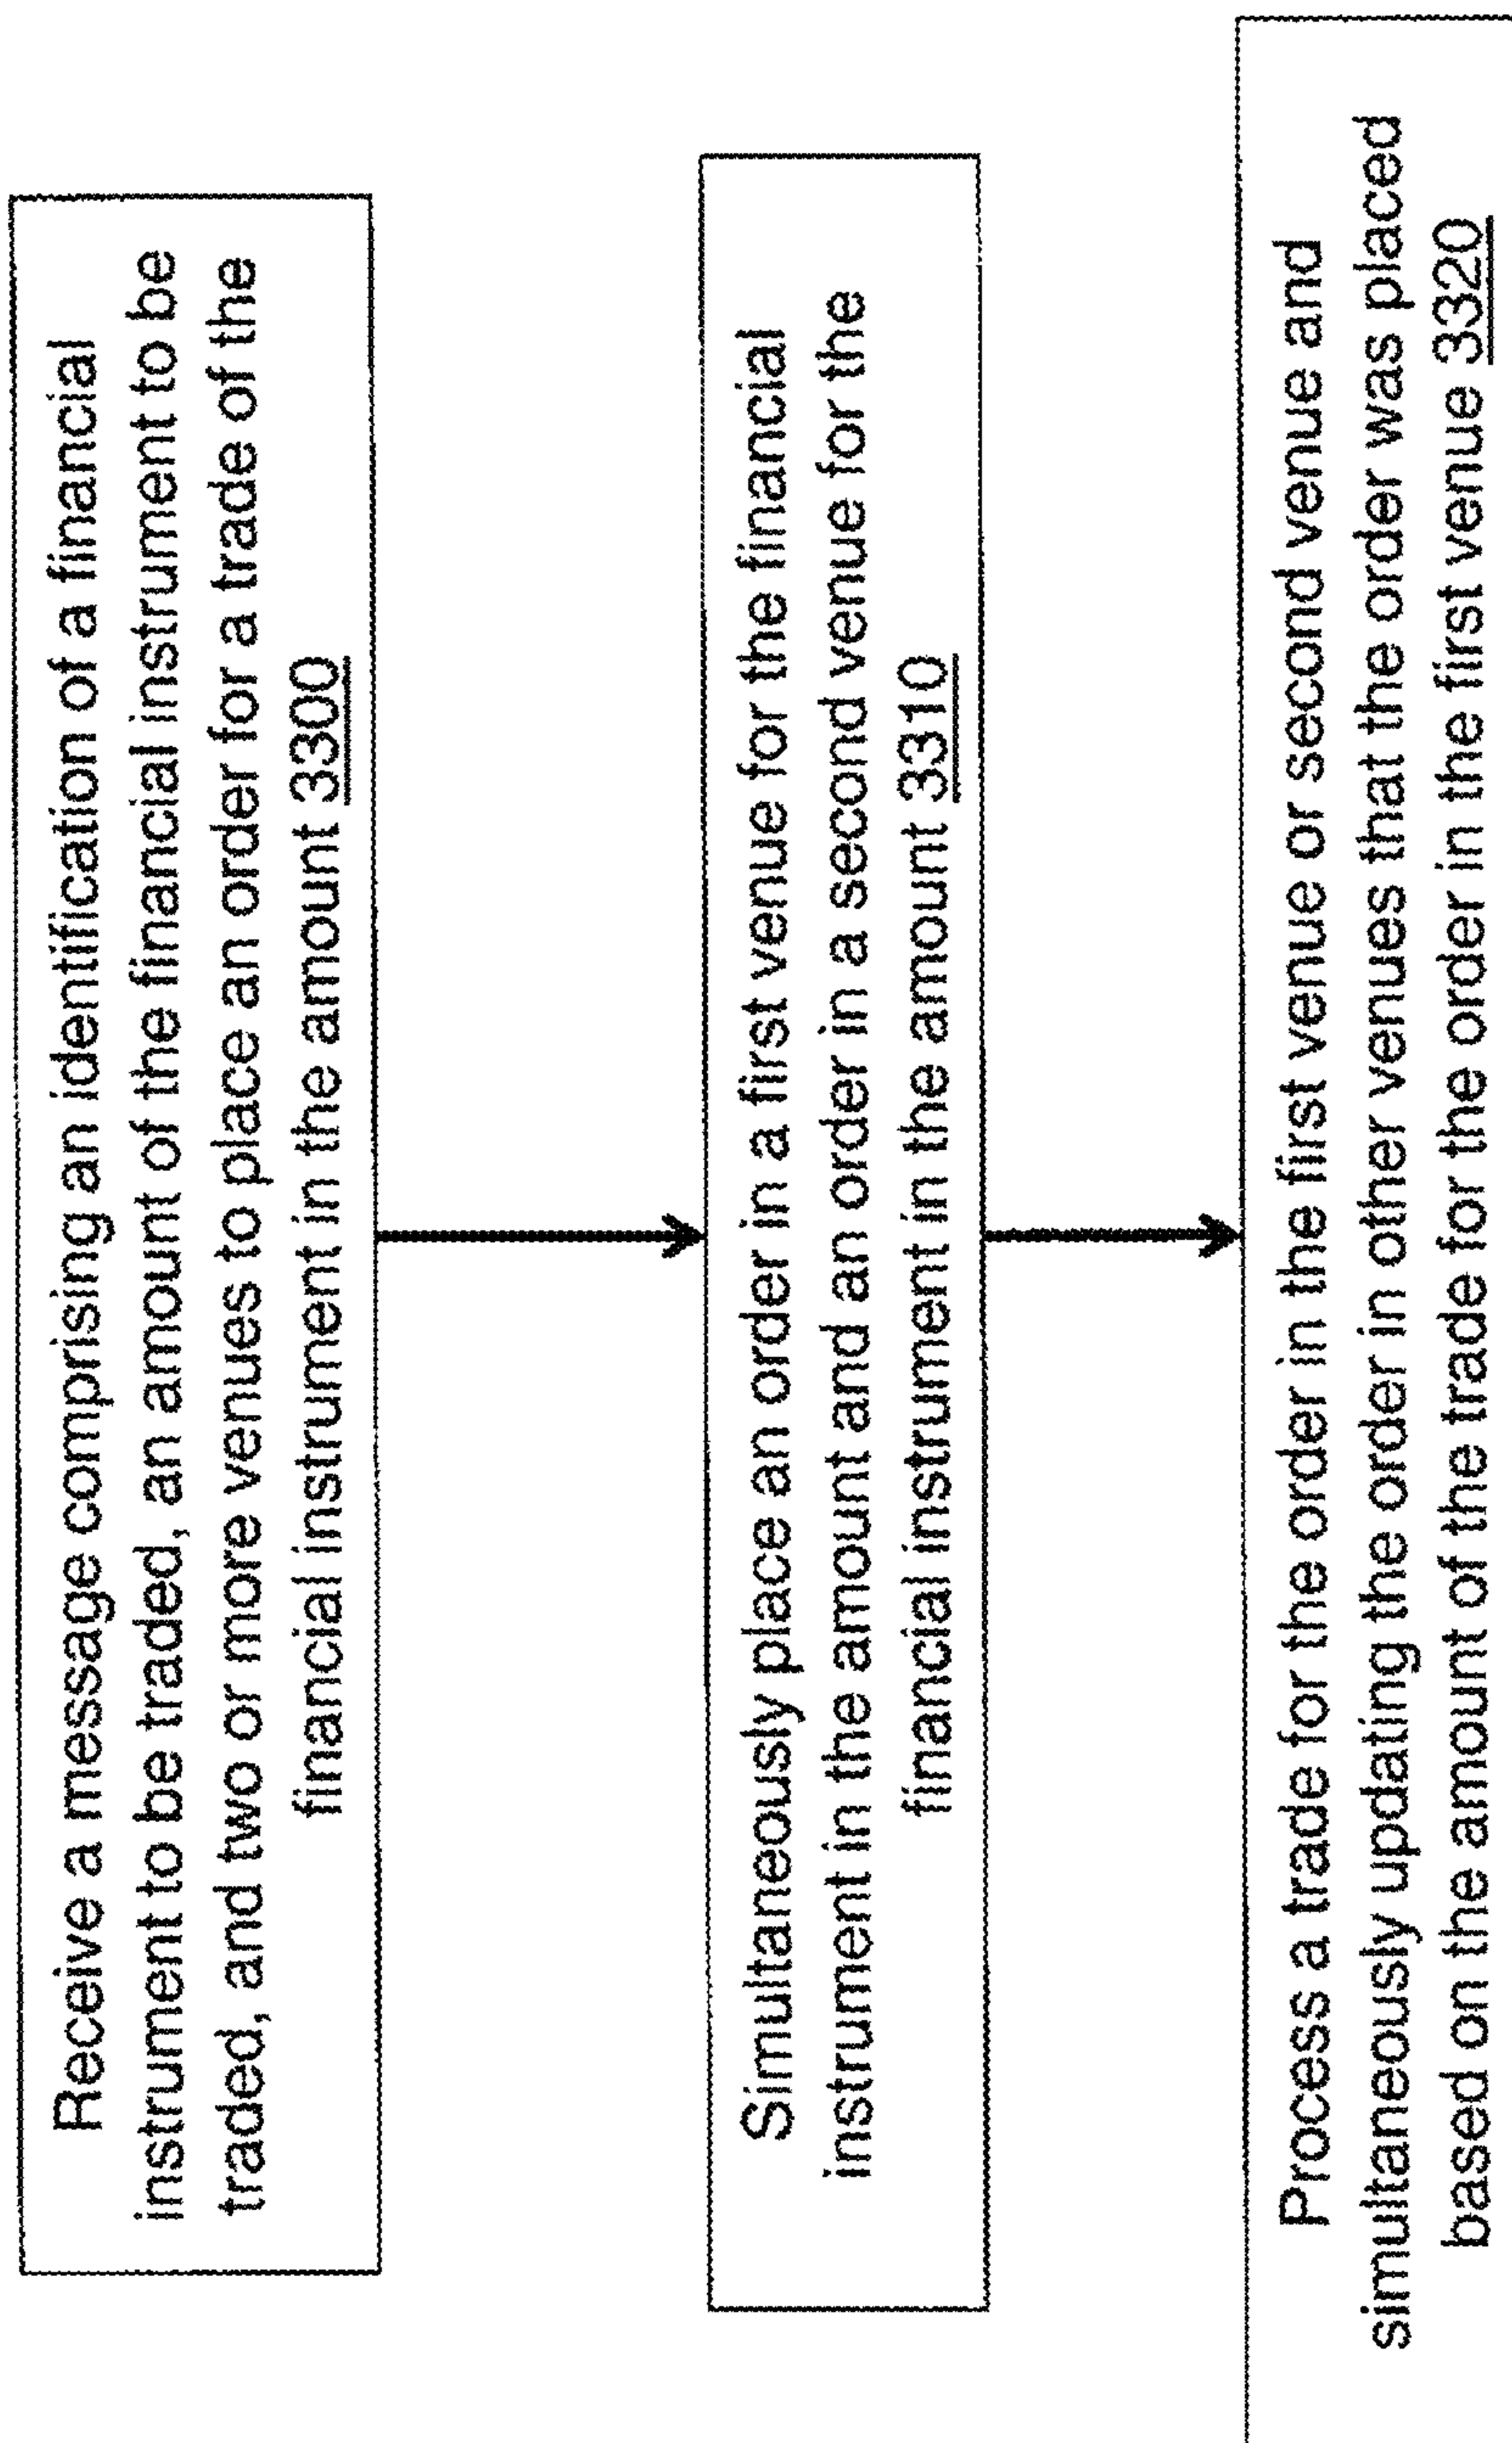 Receive a message comprising an identification of a financial
instrument to be traded, an amount of the financial instrument to be
traded, and two or more venues to place an order for a trade of the
financial instrument in the amount 3300
Simultaneously place an order in a first venue for the financial
instrument in the amount and an order in a second venue for the
financial instrument in the amount 3310
Process a trade for the order in the first venue or second venue and
simultaneously updating the order in other venues that the order was placed
based on the amount of the trade for the order in the first venue 3320